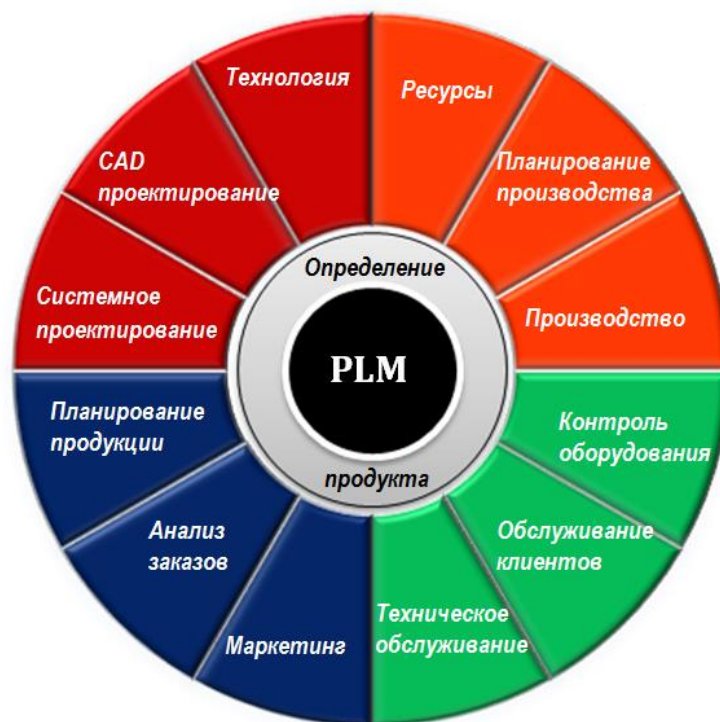 Технология
Ресурсы
CAD
проектирование
Планирование
производства
Определение
Системное
проектирование
Производство
PLM
Планирование
продукции
Контроль
оборудования
продукта
Анализ
заказов
Обслуживание
клиентов
Маркетинг
Техническое
обслуживание